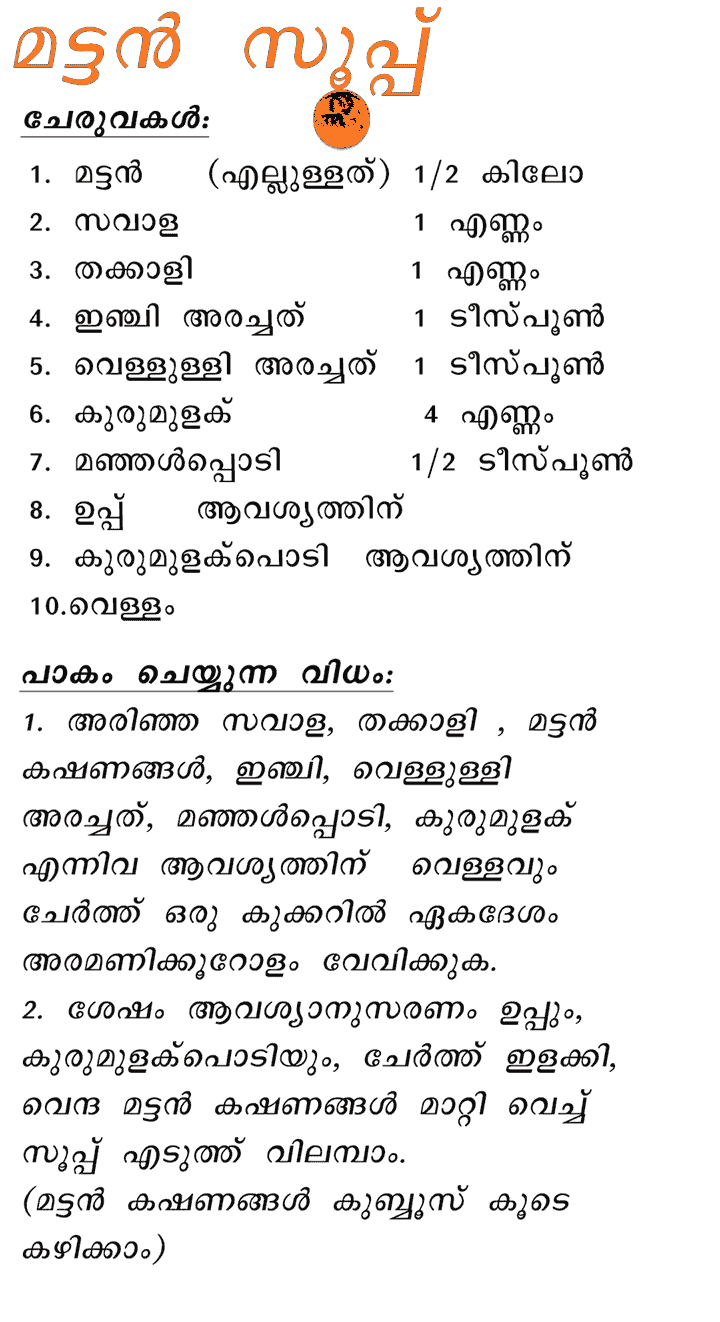 മട്ടൻ സൂപ്പ്
ചേരുവകൾ:
1. മട്ടൻ (എല്ലുള്ളത്) 1/2 കിലോ
2. സവാള 1 എണ്ണം
3. തക്കാളി 1 എണ്ണം
4. ഇഞ്ചി അരച്ചത് 1 ടീസ്പൂൺ
5. വെള്ളുള്ളി അരച്ചത് 1 ടീസ്പൂൺ
6. കുരുമുളക് 4 എണ്ണം
7. മഞ്ഞൾപ്പൊടി 1/2 ടീസ്പൂൺ
8. ഉപ്പ് ആവശ്യത്തിന്
9. കുരുമുളക്പൊടി ആവശ്യത്തിന്
10.വെള്ളം
പാകം ചെയ്യുന്ന വിധം:
1. അരിഞ്ഞ സവാള, തക്കാളി , മട്ടൻ
കഷണങ്ങൾ, ഇഞ്ചി, വെള്ളുള്ളി
അരച്ചത്, മഞ്ഞൾപ്പൊടി, കുരുമുളക്
എന്നിവ ആവശ്യത്തിന് വെള്ളവും
ചേർത്ത് ഒരു കുക്കറിൽ ഏകദേശം
അരമണിക്കൂറോളം വേവിക്കുക.
2. ശേഷം ആവശ്യാനുസരണം ഉപ്പും,
കുരുമുളക്പൊടിയും, ചേർത്ത് ഇളക്കി,
വെന്ദ മട്ടൻ കഷണങ്ങൾ മാറ്റി വെച്ച്
സൂപ്പ് എടുത്ത് വിലമ്പാം.
(മട്ടൻ കഷണങ്ങൾ കുബ്ബൂസ് കൂടെ
കഴിക്കാം)